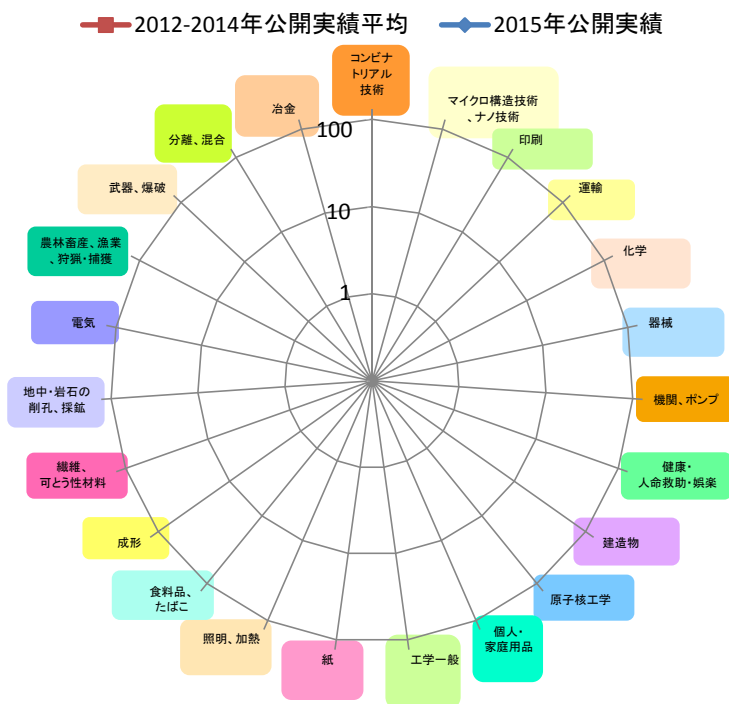 2012-2014年公開実績平均
2015年公開実績
コンビナ
トリアル
技術
マイクロ構造技術
、ナノ技術
印刷
運輸
化学
器械
機関、ポンプ
健康・
人命救助・娯楽
建造物
原子核工学
個人・
家庭用品
工学一般
紙
照明、加熱
食料品、
たばこ
成形
繊維、
可とう性材料
地中・岩石の
削孔、採鉱
電気
農林畜産、漁業
、狩猟・捕獲
武器、爆破
分離、混合
冶金
100
10
1